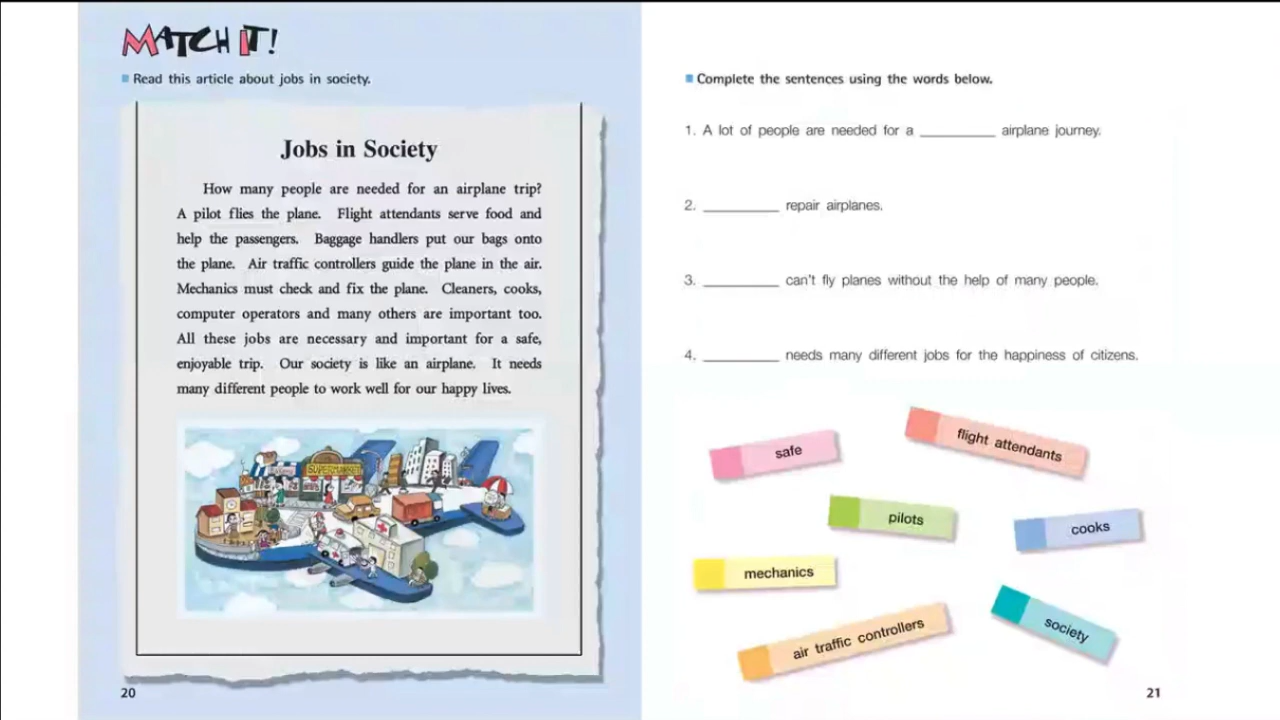 MATCH IT!
Read this article about jobs in society.
Jobs in Society
How many people are needed for an airplane trip?
A pilot flies the plane. Flight attendants serve food and
help the passengers. Baggage handlers put our bags onto
the plane. Air traffic controllers guide the plane in the air.
Mechanics must check and fix the plane. Cleaners, cooks,
computer operators and many others are important too.
All these jobs are necessary and important for a safe,
enjoyable trip. Our society is like an airplane. It needs
many different people to work well for our happy lives.
SUPERMARKET
20
Complete the sentences using the words below.
1. A lot of people are needed for a __________ airplane journey.
2. __________ repair airplanes.
3. __________ can't fly planes without the help of many people.
4. __________ needs many different jobs for the happiness of citizens.
safe
flight attendants
pilots
cooks
mechanics
air traffic controllers
society
21